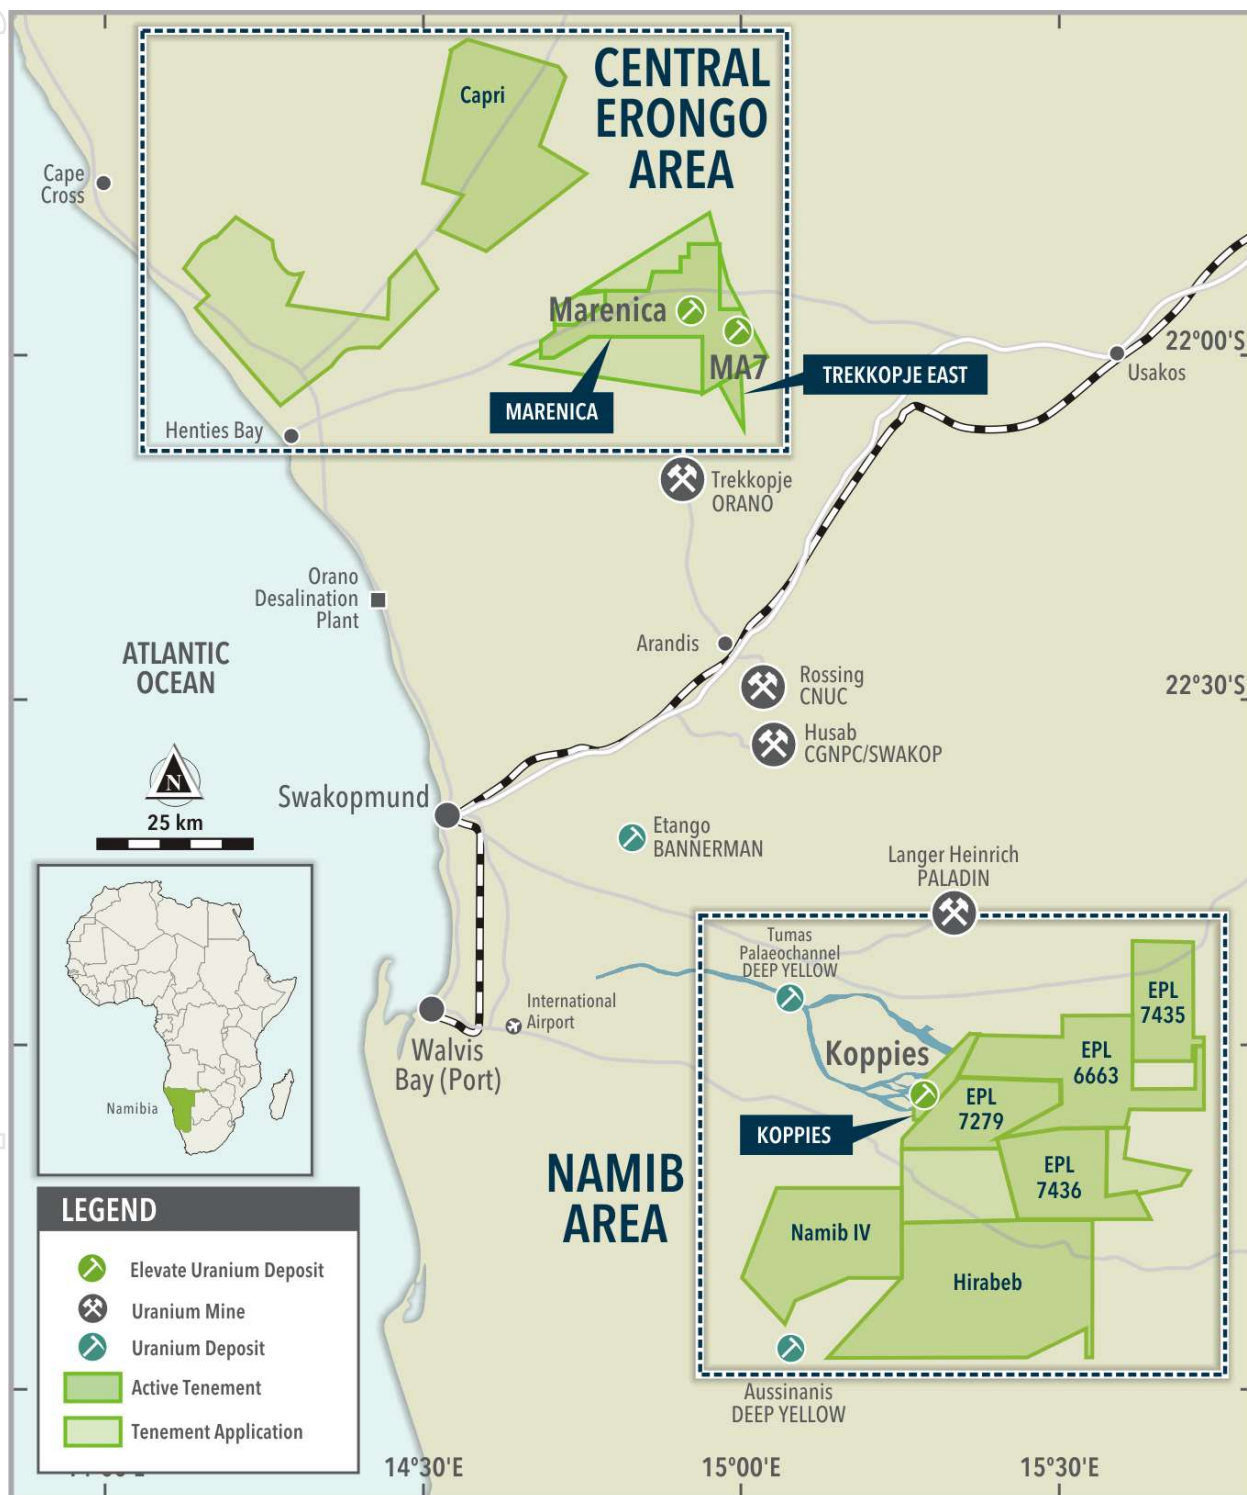 CENTRAL
ERONGO
AREA
Capri
Cape
Cross
Marenica
MA7
22°00'S
Usakos
TREKKOPJE EAST
MARENICA
Henties Bay
Trekkopje
ORANO
Orano
Desalination
Plant
Arandis
ATLANTIC
OCEAN
Rossing
CNUC
22°30'S
Husab
CGNPC/SWAKOP
N
25 km
Swakopmund
Etango
BANNERMAN
Langer Heinrich
PALADIN
Tumas
Palaeochannel
DEEP YELLOW
International
Airport
Walvis
Bay (Port)
Koppies
EPL
7435
EPL
6663
EPL
7279
KOPPIES
EPL
7436
Namibia
NAMIB
AREA
Namib IV
Hirabeb
Aussinanis
DEEP YELLOW
LEGEND
Elevate Uranium Deposit
Uranium Mine
Uranium Deposit
Active Tenement
Tenement Application
14°30'E
15°00'E
15°30'E